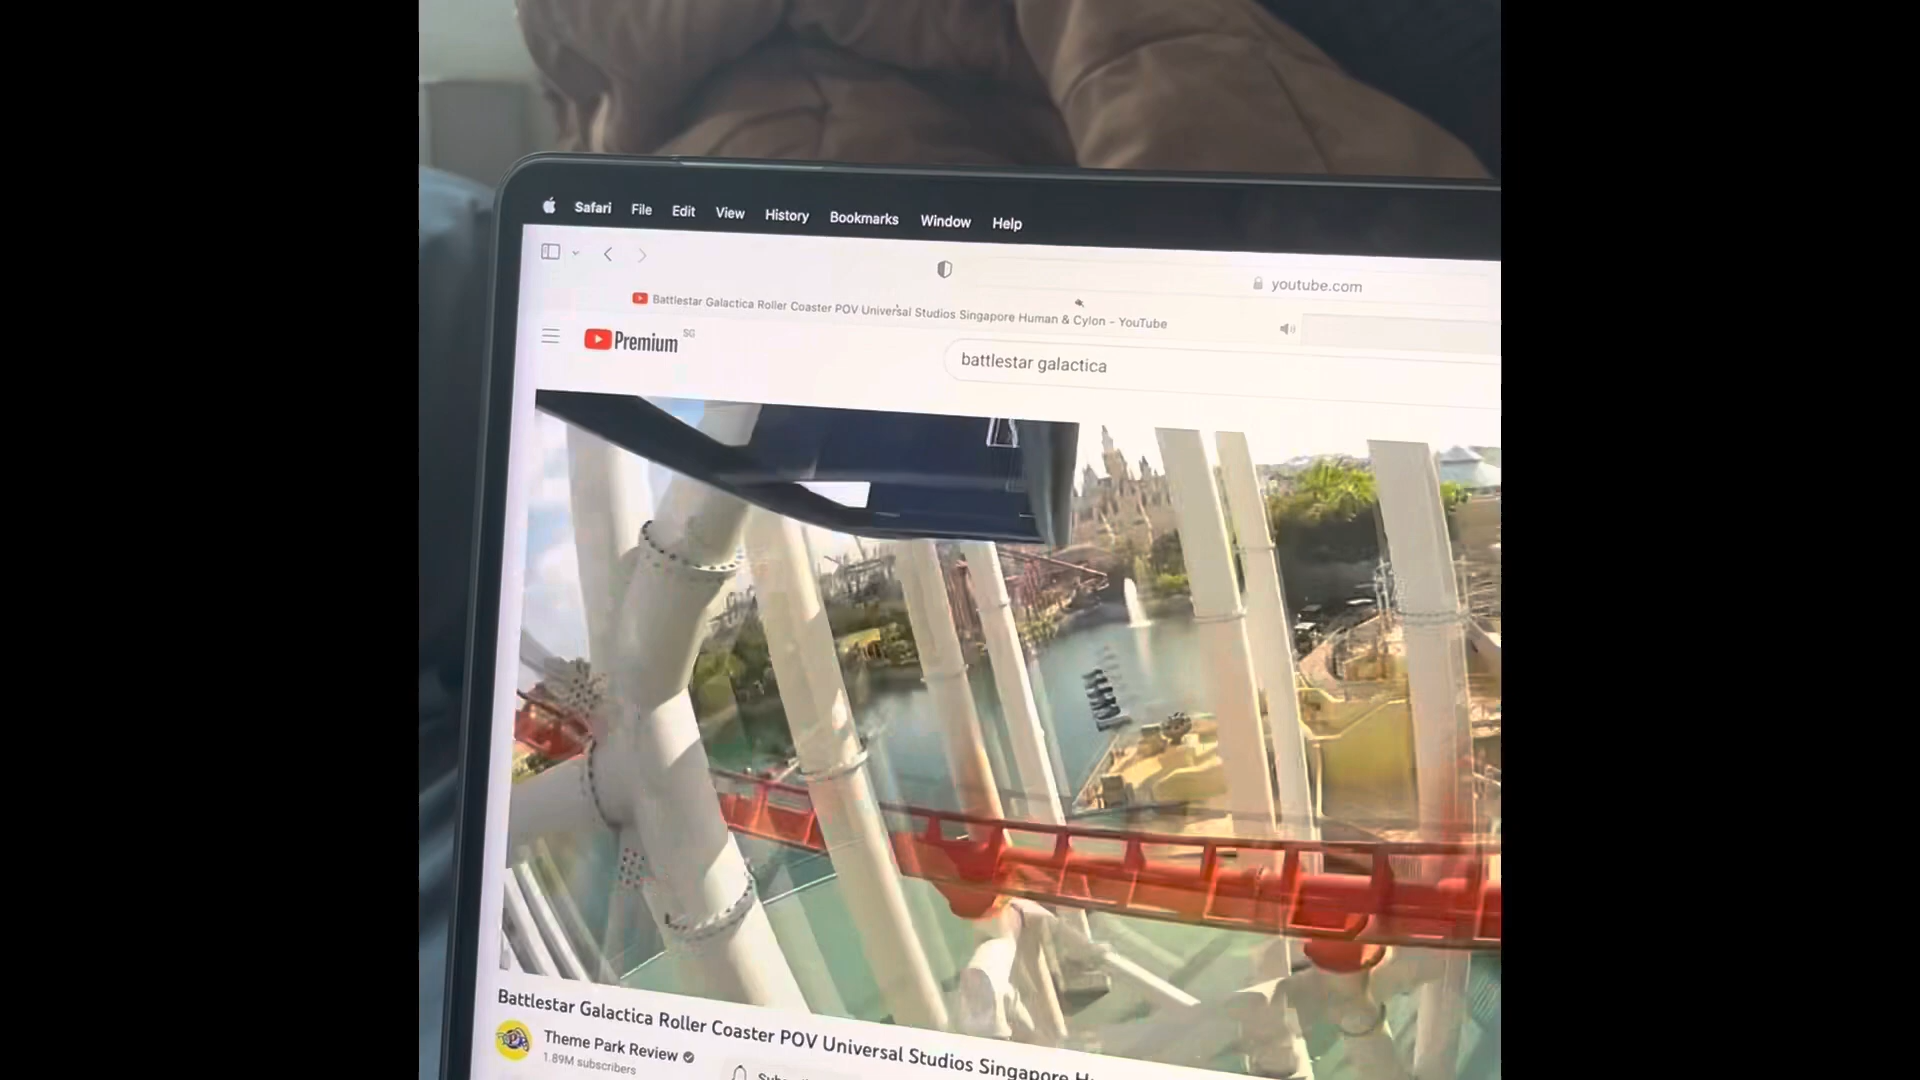 Safari File Edit View History Bookmarks Window Help
youtube.com
Battlestar Galactica Roller Coaster POV Universal Studios Singapore Human & Cylon - YouTube
Premium SG
battlestar galactica
Battlestar Galactica Roller Coaster POV Universal Studios Singapore
Theme Park Review
1.89M subscribers